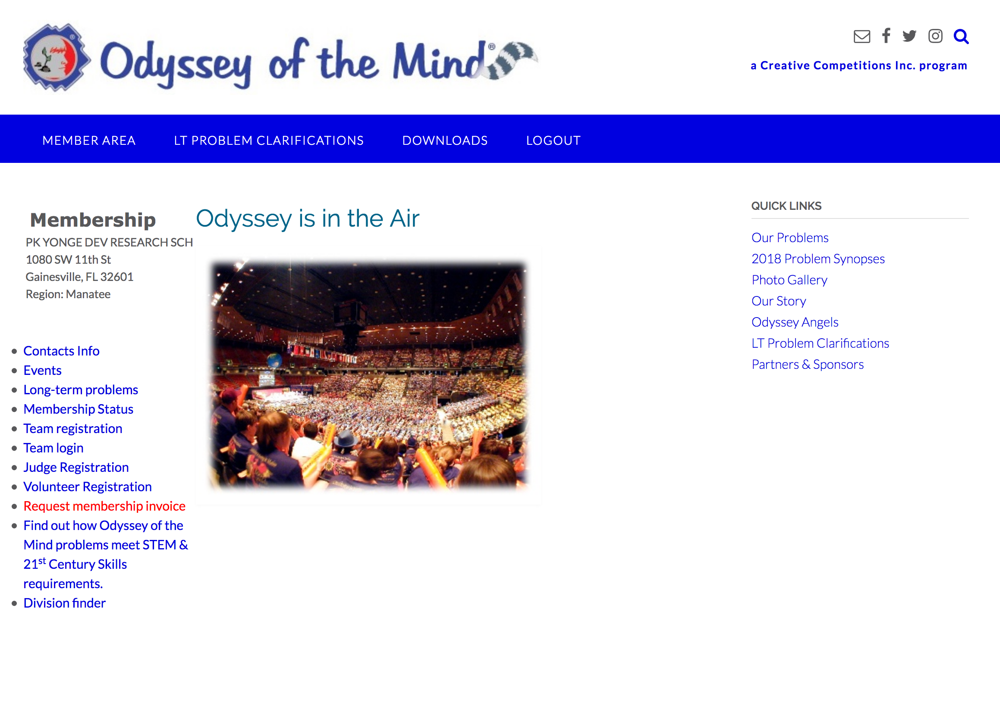 Odyssey of the Mind®
a Creative Competitions Inc. program
MEMBER AREA
LT PROBLEM CLARIFICATIONS
DOWNLOADS
LOGOUT
Membership
PK YONGE DEV RESEARCH SCH
1080 SW 11th St
Gainesville, FL 32601
Region: Manatee
Contacts Info
Events
Long-term problems
Membership Status
Team registration
Team login
Judge Registration
Volunteer Registration
Request membership invoice
Find out how Odyssey of the
Mind problems meet STEM &
21st Century Skills
requirements.
Division finder
Odyssey is in the Air
QUICK LINKS
Our Problems
2018 Problem Synopses
Photo Gallery
Our Story
Odyssey Angels
LT Problem Clarifications
Partners & Sponsors